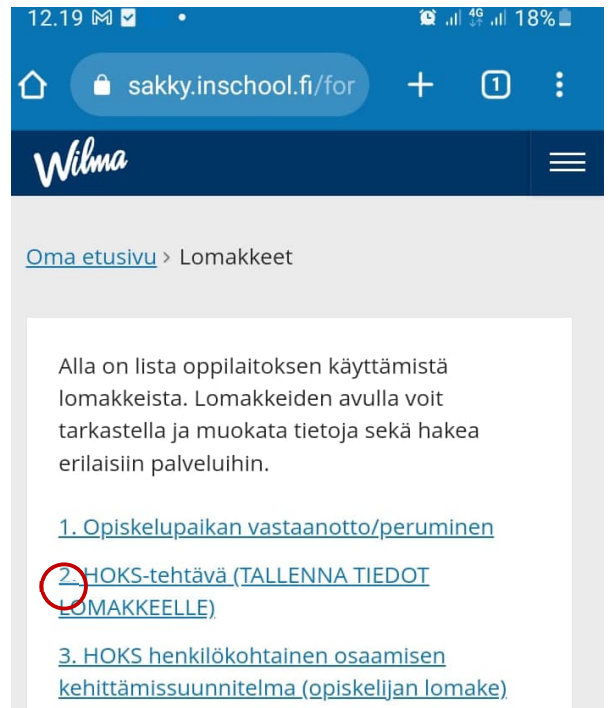 12.19 4G 18%
sakky.inschool.fi/for 1
Wilma
Oma etusivu > Lomakkeet
Alla on lista oppilaitoksen käyttämistä
lomakkeista. Lomakkeiden avulla voit
tarkastella ja muokata tietoja sekä hakea
erilaisiin palveluihin.
1. Opiskelupaikan vastaanotto/peruminen
2. HOKS-tehtävä (TALLENNA TIEDOT
LOMAKKEELLE)
3. HOKS henkilökohtainen osaamisen
kehittämissuunnitelma (opiskelijan lomake)